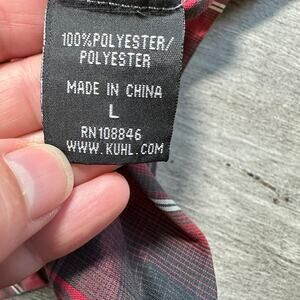 100%POLYESTER/
POLYESTER
MADE IN CHINA
L
RN108846
WWW.KUHL.COM